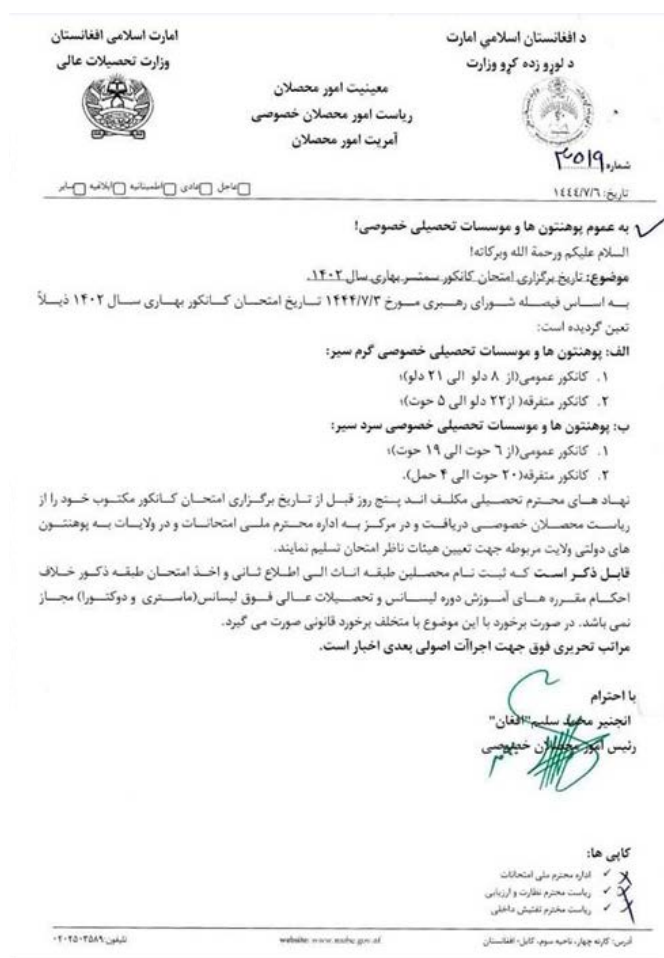 د افغانستان اسلامي امارت
د لوړو زده کړو وزارت
امارت اسلامی افغانستان
وزارت تحصیلات عالی
معینیت امور محصلان
ریاست امور محصلان خصوصی
آمریت امور محصلان
شماره
تاریخ: ١٤٤٤/٧/٦
عاجل عادی اطمینانیه ابلاغیه سایر
به عموم پوهنتون ها و موسسات تحصیلی خصوصی!
السلام علیکم ورحمة الله وبرکاته!
موضوع: تاریخ برگزاری امتحان کانکور سمستر بهاری سال ۱۴۰۲.
به اساس فیصله شورای رهبری مورخ ۱۴۴۴/۷/۳ تاریخ امتحان کانکور بهاری سال ۱۴۰۲ ذیلاً
تعین گردیده است:
الف: پوهنتون ها و موسسات تحصیلی خصوصی گرم سیر:
۱. کانکور عمومی(از ۸ دلو الی ۲۱ دلو)؛
۲. کانکور متفرقه( از۲۲ دلو الی ۵ حوت)؛
ب: پوهنتون ها و موسسات تحصیلی خصوصی سرد سیر:
۱. کانکور عمومی(از ٦ حوت الی ۱۹ حوت)؛
۲. کانکور متفرقه(۲۰ حوت الی ۴ حمل).
نهاد های محترم تحصیلی مکلف اند پنج روز قبل از تاریخ برگزاری امتحان کانکور مکتوب خود را از
ریاست محصلان خصوصی دریافت و در مرکز به اداره محترم ملی امتحانات و در ولایات به پوهنتون
های دولتی ولایت مربوطه جهت تعیین هیئات ناظر امتحان تسلیم نمایند.
قابل ذکر است که ثبت نام محصلین طبقه اناث الی اطلاع ثانی و اخذ امتحان طبقه ذکور خلاف
احکام مقرره های آموزش دوره لیسانس و تحصیلات عالی فوق لیسانس(ماستری و دوکتورا) مجاز
نمی باشد. در صورت برخورد با این موضوع با متخلف برخورد قانونی صورت می گیرد.
مراتب تحریری فوق جهت اجراآت اصولی بعدی اخبار است.
با احترام
انجنیر محمد سلیم"افغان"
رئیس امور محصلان خصوصی
کاپی ها:
اداره محترم ملی امتحانات
ریاست محترم نظارت و ارزیابی
ریاست محترم تفتیش داخلی
آدرس: کارته چهار، ناحیه سوم، کابل- افغانستان
website: www.mohe.gov.af
تلیفون: ۰۲۰۲۵۰۳۵۸۹